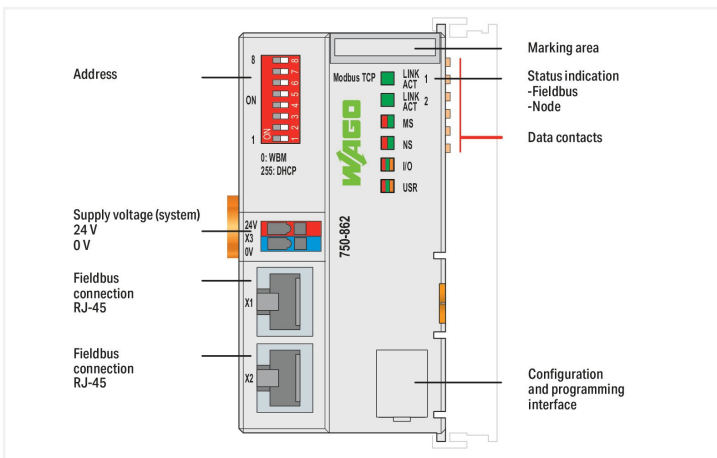 Address
Supply voltage (system)
24 V
0 V
Fieldbus
connection
RJ-45
Fieldbus
connection
RJ-45
8
ON
1
8
7
6
5
4
3
2
1
ON
0: WBM
255: DHCP
24V
X3
0V
X1
X2
Modbus TCP
LINK
ACT 1
LINK
ACT 2
MS
NS
I/O
USR
WAGO
750-862
Marking area
Status indication
-Fieldbus
-Node
Data contacts
Configuration
and programming
interface